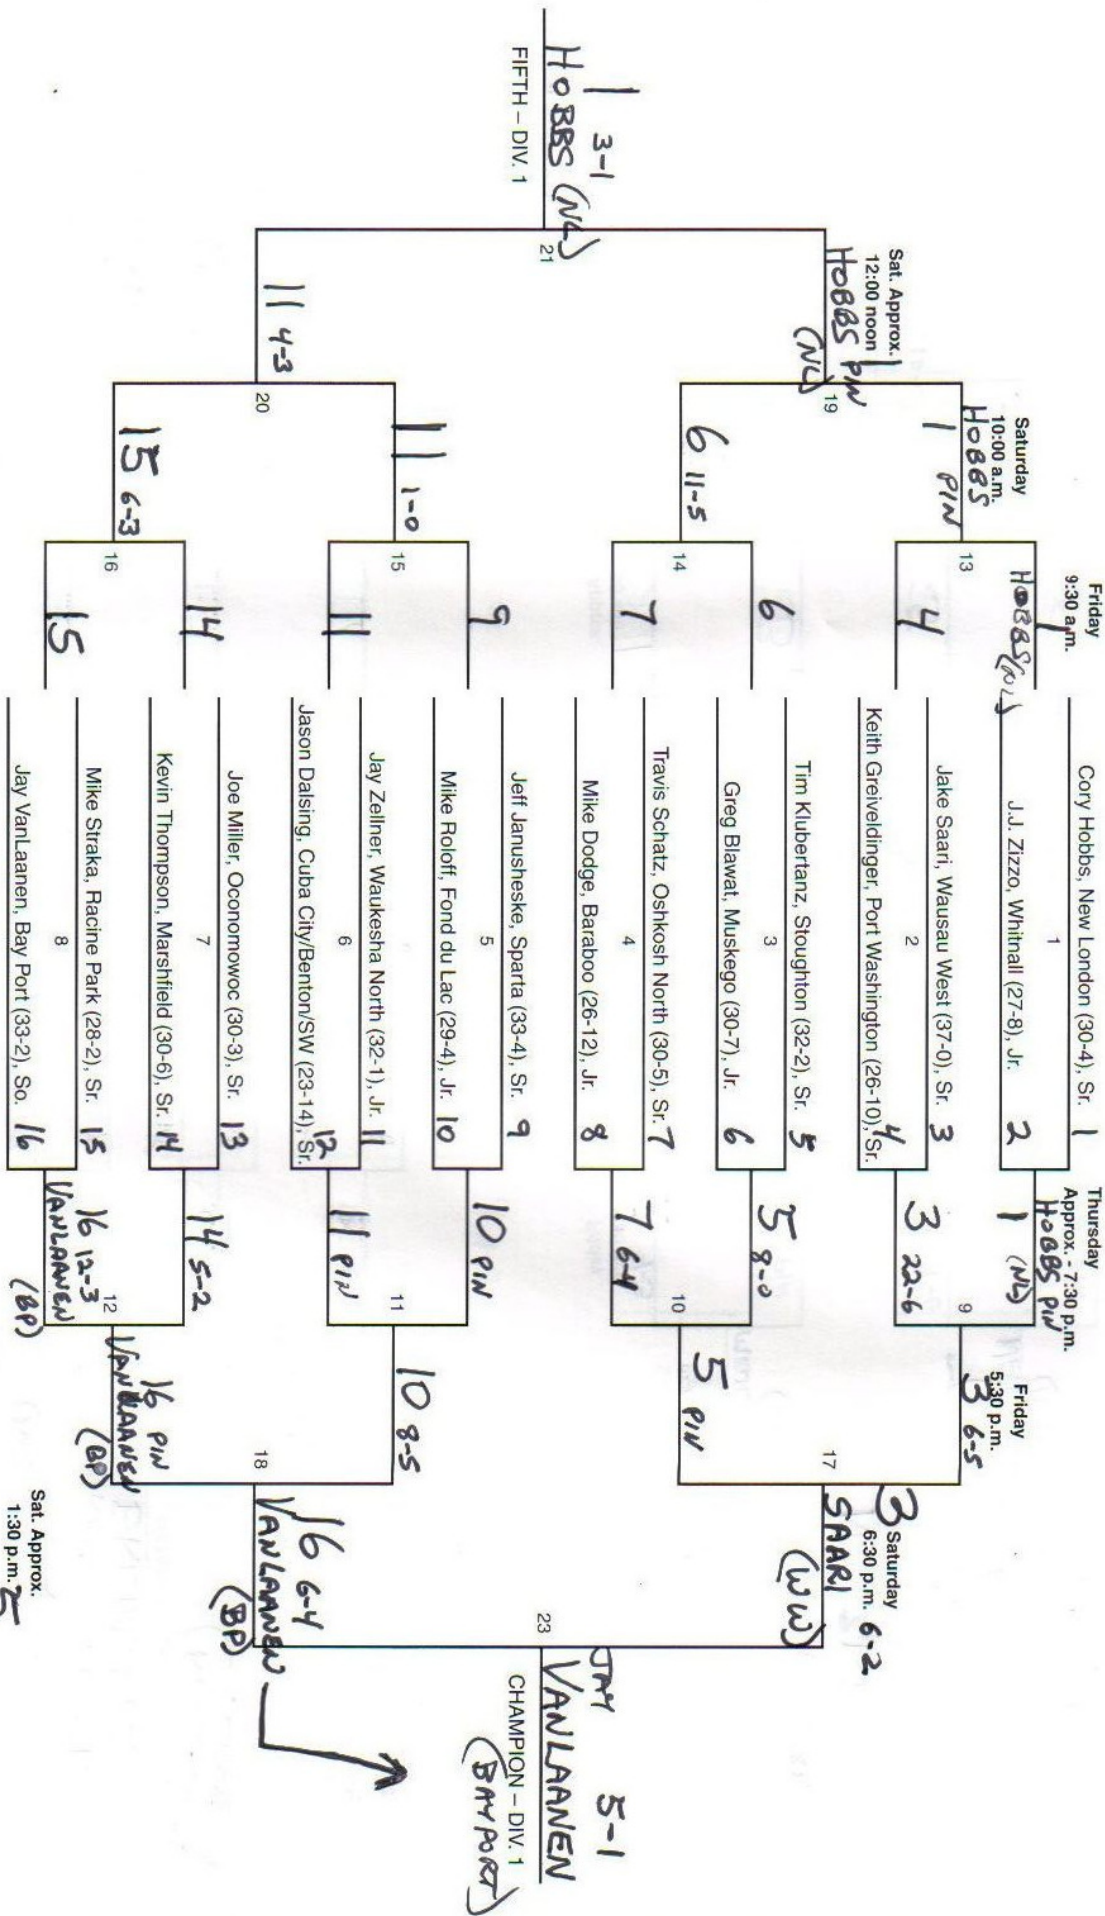 Friday
9:30 a.m.
Saturday
10:00 a.m.
Sat. Approx.
12:00 noon
Thursday
Approx. - 7:30 p.m.
Friday
5:30 p.m.
Saturday
6:30 p.m.
Cory Hobbs, New London (30-4), Sr. 1
1
J.J. Zizzo, Whitnall (27-8), Jr. 2
Jake Saari, Wausau West (37-0), Sr. 3
2
Keith Greiveldinger, Port Washington (26-10), Sr. 4
Tim Klubertanz, Stoughton (32-2), Sr. 5
3
Greg Blawat, Muskego (30-7), Jr. 6
Travis Schatz, Oshkosh North (30-5), Sr. 7
4
Mike Dodge, Baraboo (26-12), Jr. 8
Jeff Janusheske, Sparta (33-4), Sr. 9
5
Mike Roloff, Fond du Lac (29-4), Jr. 10
Jay Zellner, Waukesha North (32-1), Jr. 11
6
Jason Dalsing, Cuba City/Benton/SW (23-14), Sr. 12
Joe Miller, Oconomowoc (30-3), Sr. 13
7
Kevin Thompson, Marshfield (30-6), Sr. 14
Mike Straka, Racine Park (28-2), Sr. 15
8
Jay VanLaanen, Bay Port (33-2), So. 16
HOBBS PIN
1 (NL)
9
3 22-6
5 8-0
10
7 6-4
10 PIN
11
11 PIN
14 5-2
12
16 12-3
VANLAANEN
(BP)
3 6-5
17
5 PIN
10 8-5
18
16 PIN
VANLAANEN
(BP)
3 6-2
SAARI
(WW)
23
16 6-4
VANLAANEN
(BP)
JAY 5-1
VANLAANEN
CHAMPION – DIV. 1
(BAYPORT)
Sat. Approx.
1:30 p.m.
1
HOBBS (NL)
13
4
6
14
7
9
15
11
14
16
15
HOBBS
1 PIN
19
6 11-5
11 1-0
20
15 6-3
1
HOBBS PIN
(NL)
21
11 4-3
1 3-1
HOBBS (NL)
FIFTH – DIV. 1